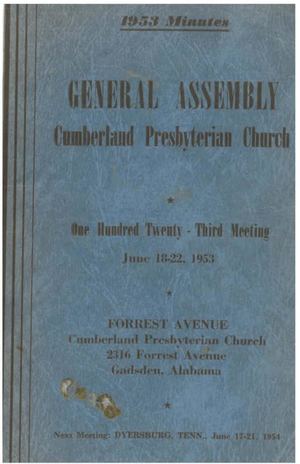 1953 Minutes
GENERAL ASSEMBLY
Cumberland Presbyterian Church
One Hundred Twenty - Third Meeting
June 18-22, 1953
FORREST AVENUE
Cumberland Presbyterian Church
2316 Forrest Avenue
Gadsden, Alabama
Next Meeting: DYERSBURG, TENN., June 17-21, 1954